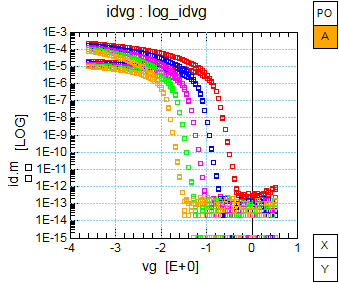 idvg : log_idvg
PO
A
1E-3
1E-4
1E-5
1E-6
1E-7
1E-8
1E-9
1E-10
1E-11
1E-12
1E-13
1E-14
1E-15
id.m [LOG]
-4 -3 -2 -1 0 1
vg [E+0]
X
Y